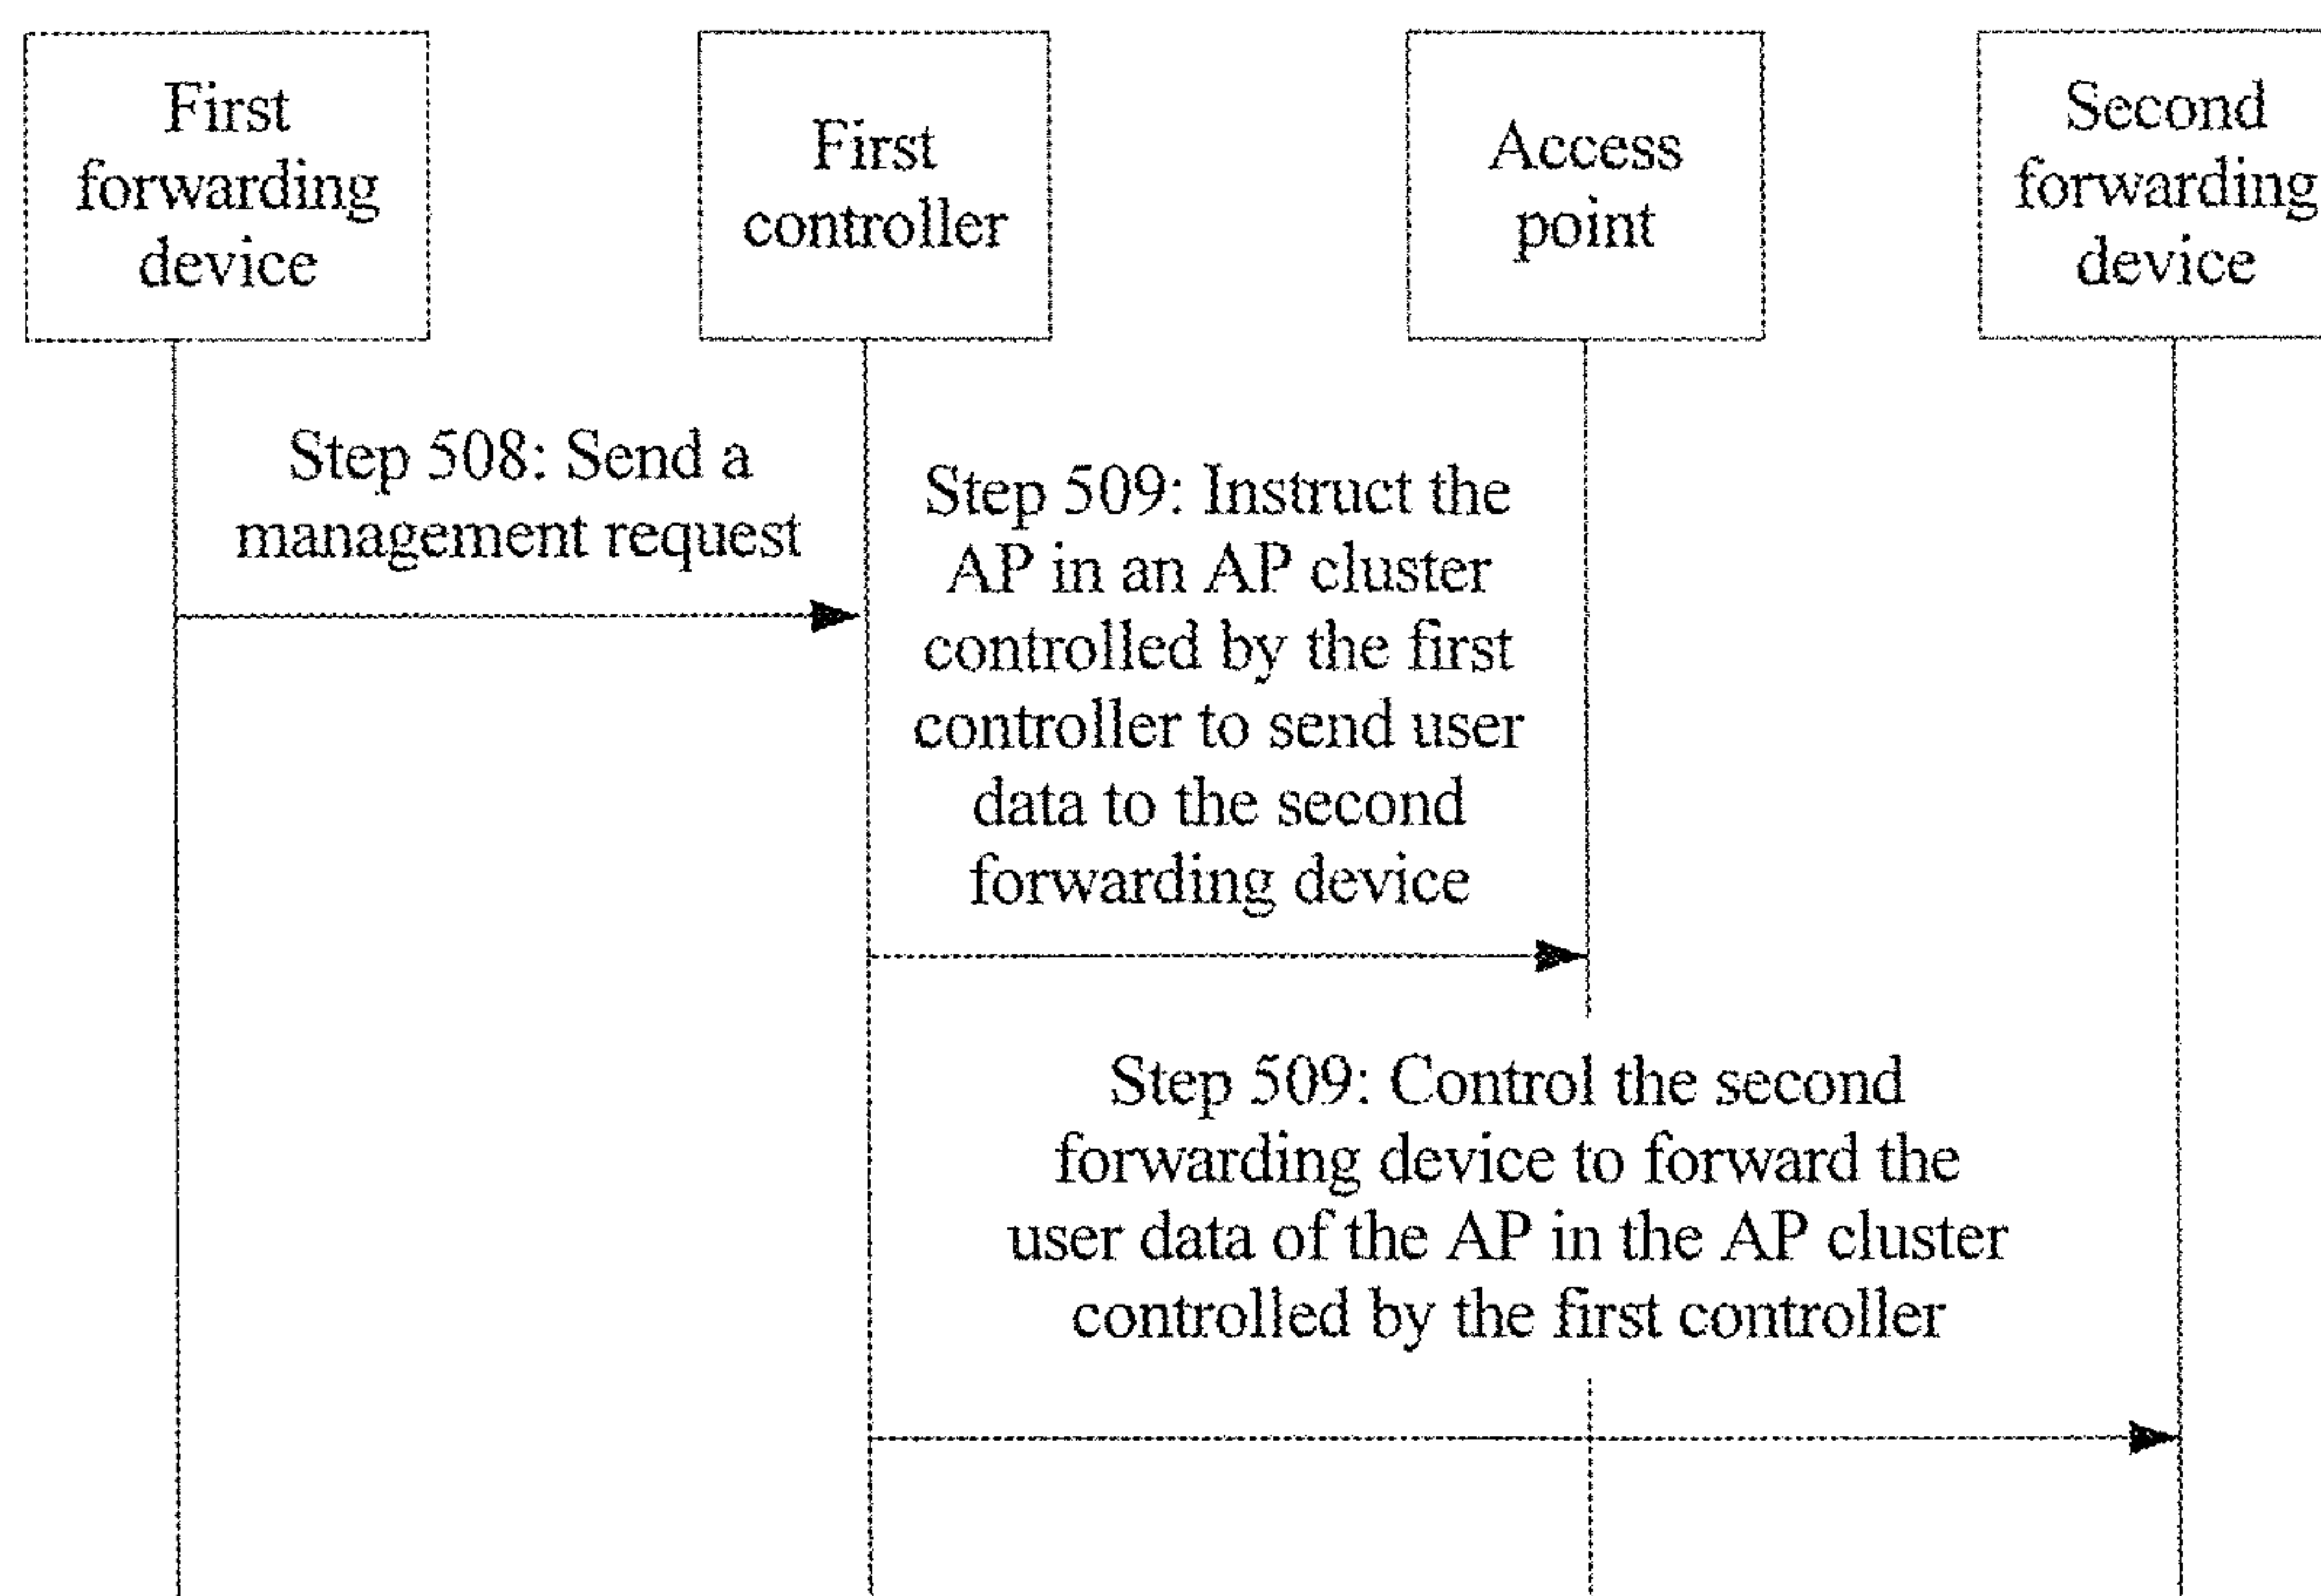 First
forwarding
device
First
controller
Access
point
Second
forwarding
device
Step 508: Send a
management request
Step 509: Instruct the
AP in an AP cluster
controlled by the first
controller to send user
data to the second
forwarding device
Step 509: Control the second
forwarding device to forward the
user data of the AP in the AP cluster
controlled by the first controller